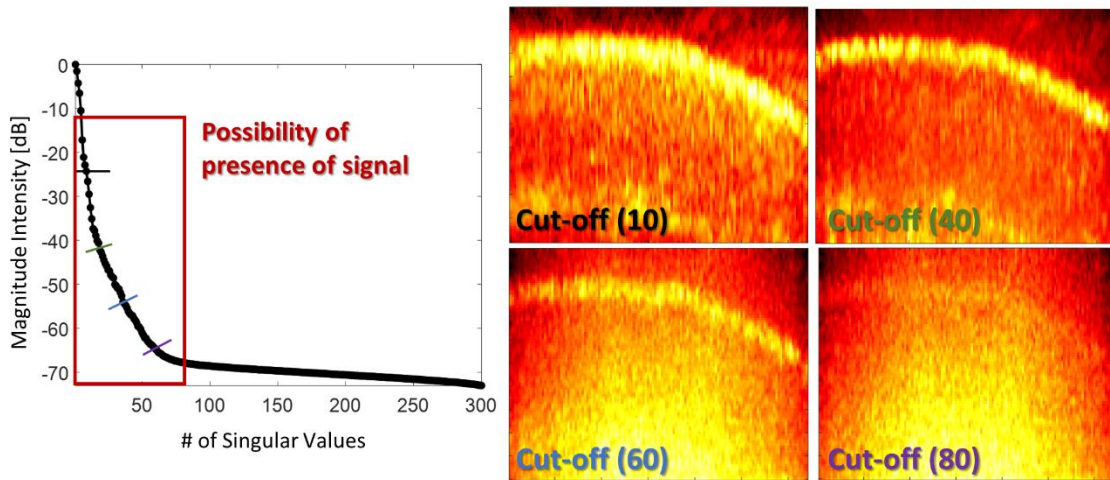 0
-10
-20
-30
-40
-50
-60
-70
Magnitude Intensity [dB]
50
100
150
200
250
300
# of Singular Values
Possibility of
presence of signal
Cut-off (10)
Cut-off (40)
Cut-off (60)
Cut-off (80)